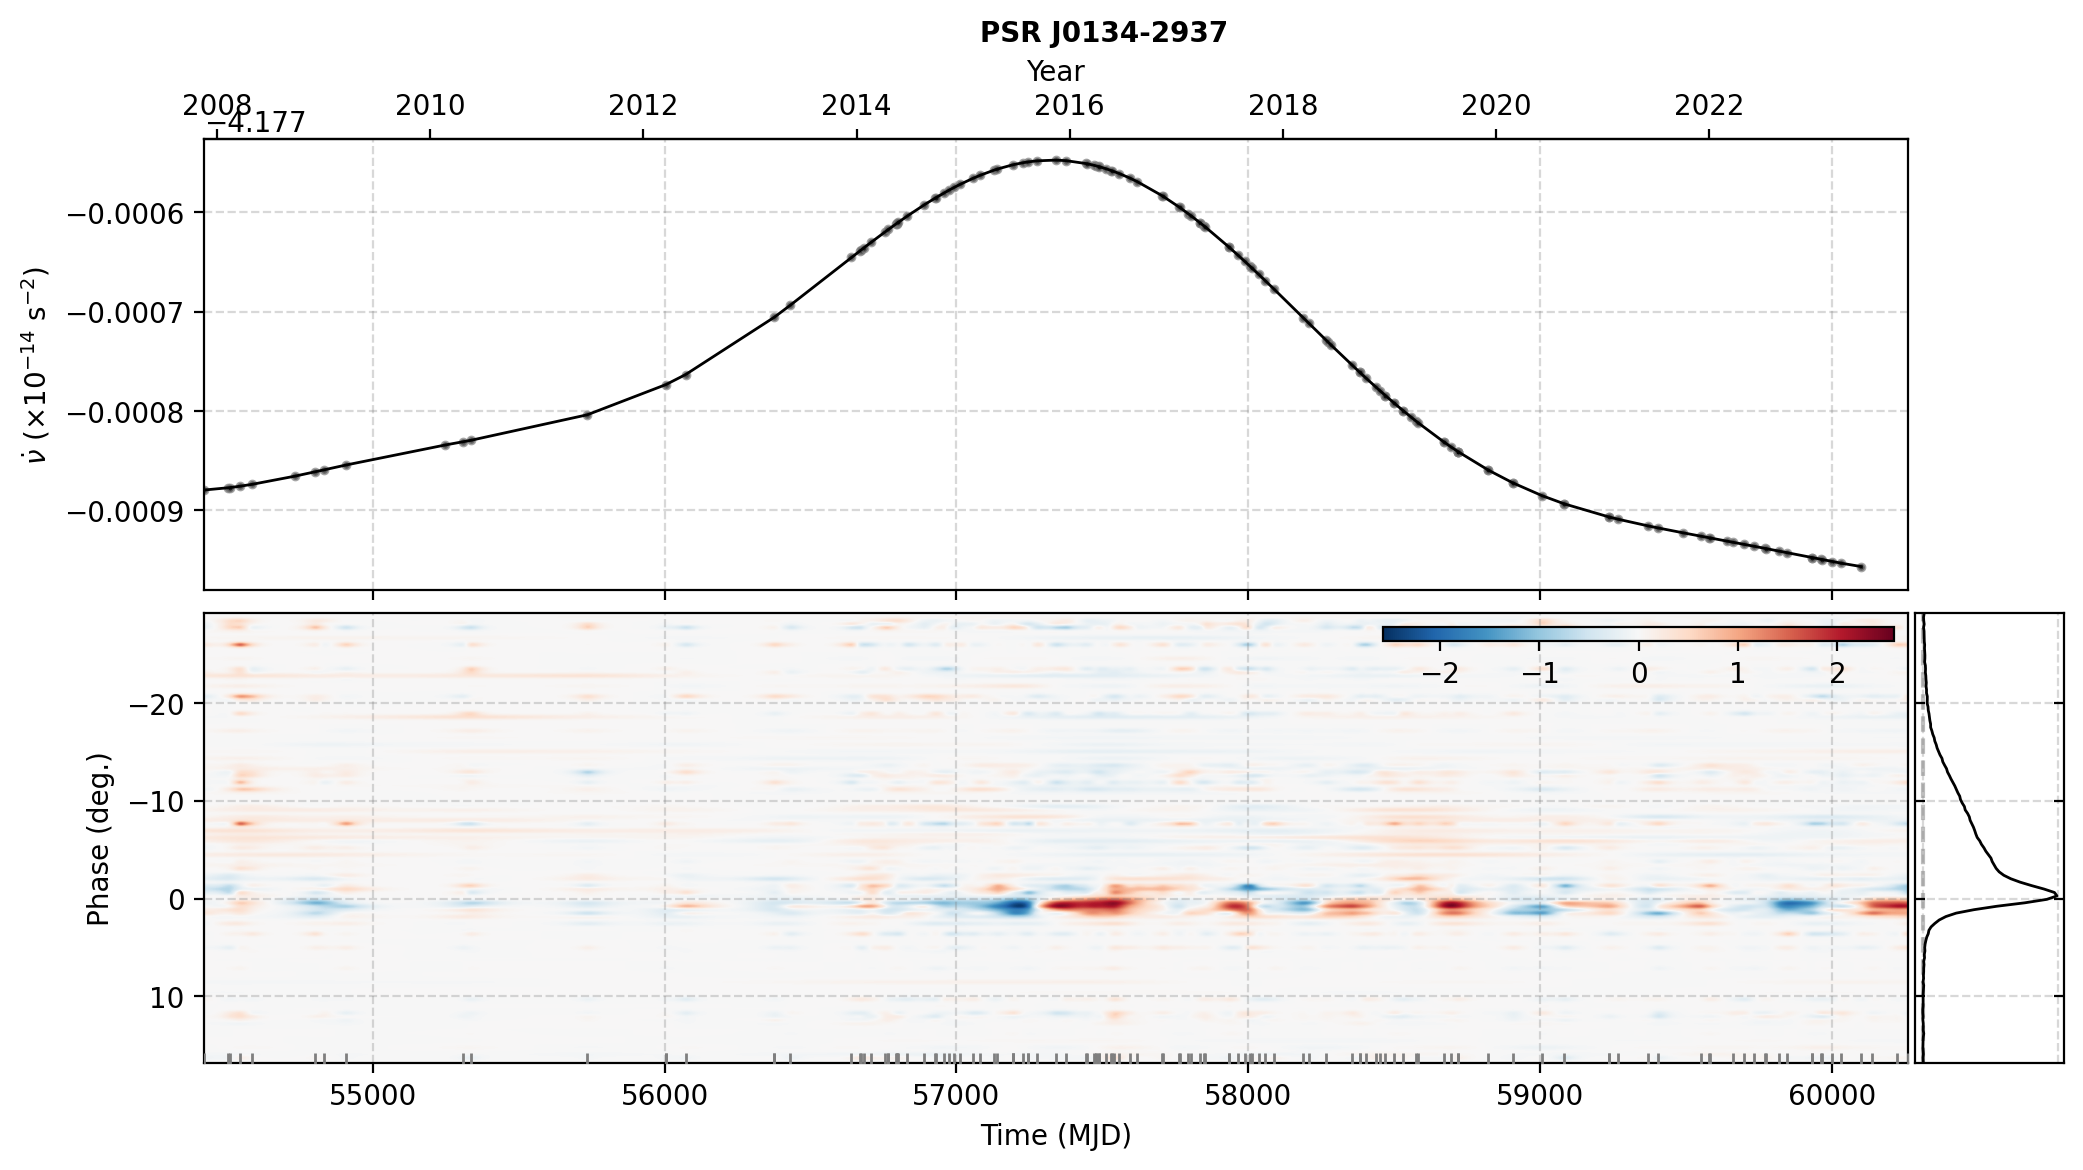 PSR J0134-2937
Year
2008 2010 2012 2014 2016 2018 2020 2022
−4.177
−0.0006
−0.0007
−0.0008
−0.0009
ν̇ (×10⁻¹⁴ s⁻²)
−2 −1 0 1 2
−20
−10
0
10
Phase (deg.)
55000 56000 57000 58000 59000 60000
Time (MJD)